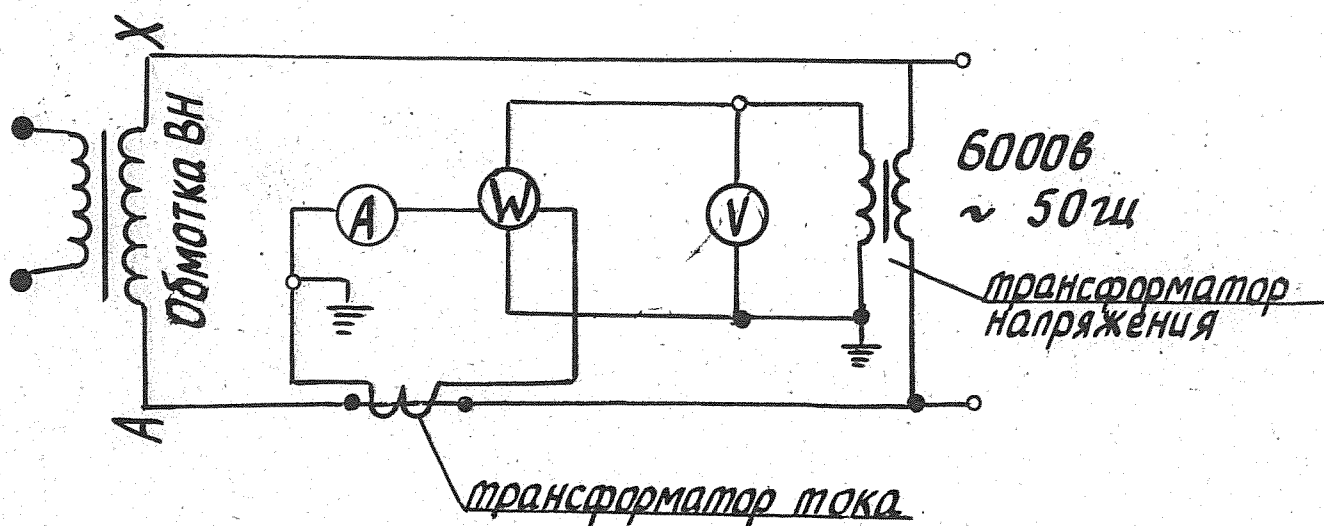 X
Обмотка ВН
A
A
W
V
6000в
~ 50гц
трансформатор
напряжения
трансформатор тока